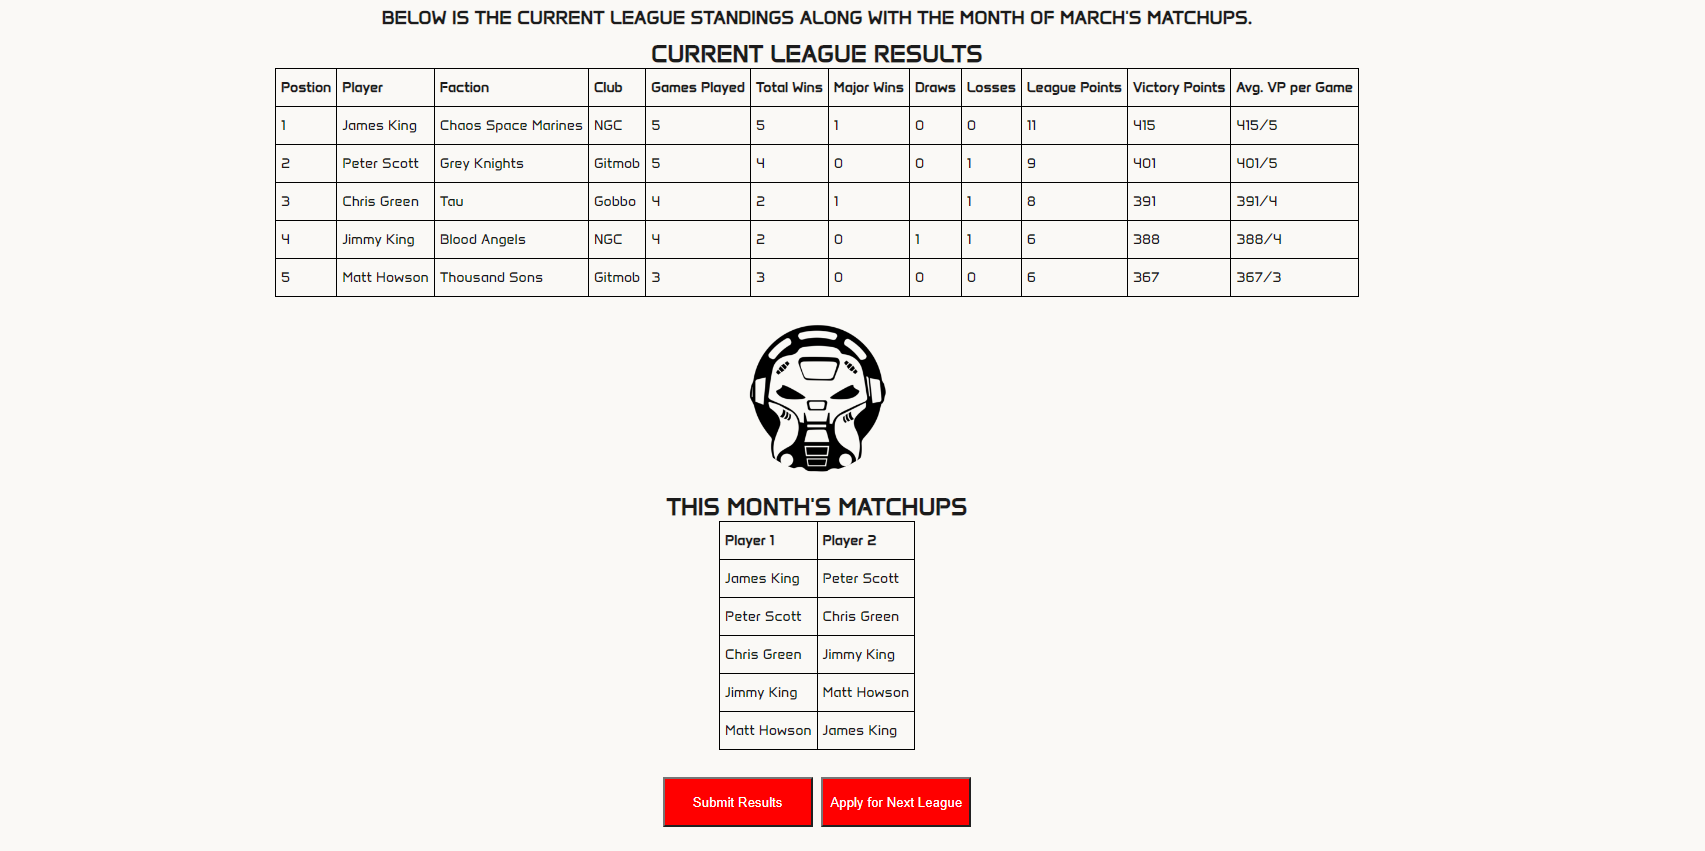 BELOW IS THE CURRENT LEAGUE STANDINGS ALONG WITH THE MONTH OF MARCH'S MATCHUPS.
CURRENT LEAGUE RESULTS
Postion Player Faction Club Games Played Total Wins Major Wins Draws Losses League Points Victory Points Avg. VP per Game
1 James King Chaos Space Marines NGC 5 5 1 0 0 11 415 415/5
2 Peter Scott Grey Knights Gitmob 5 4 0 0 1 9 401 401/5
3 Chris Green Tau Gobbo 4 2 1 1 8 391 391/4
4 Jimmy King Blood Angels NGC 4 2 0 1 1 6 388 388/4
5 Matt Howson Thousand Sons Gitmob 3 3 0 0 0 6 367 367/3
THIS MONTH'S MATCHUPS
Player 1 Player 2
James King Peter Scott
Peter Scott Chris Green
Chris Green Jimmy King
Jimmy King Matt Howson
Matt Howson James King
Submit Results Apply for Next League